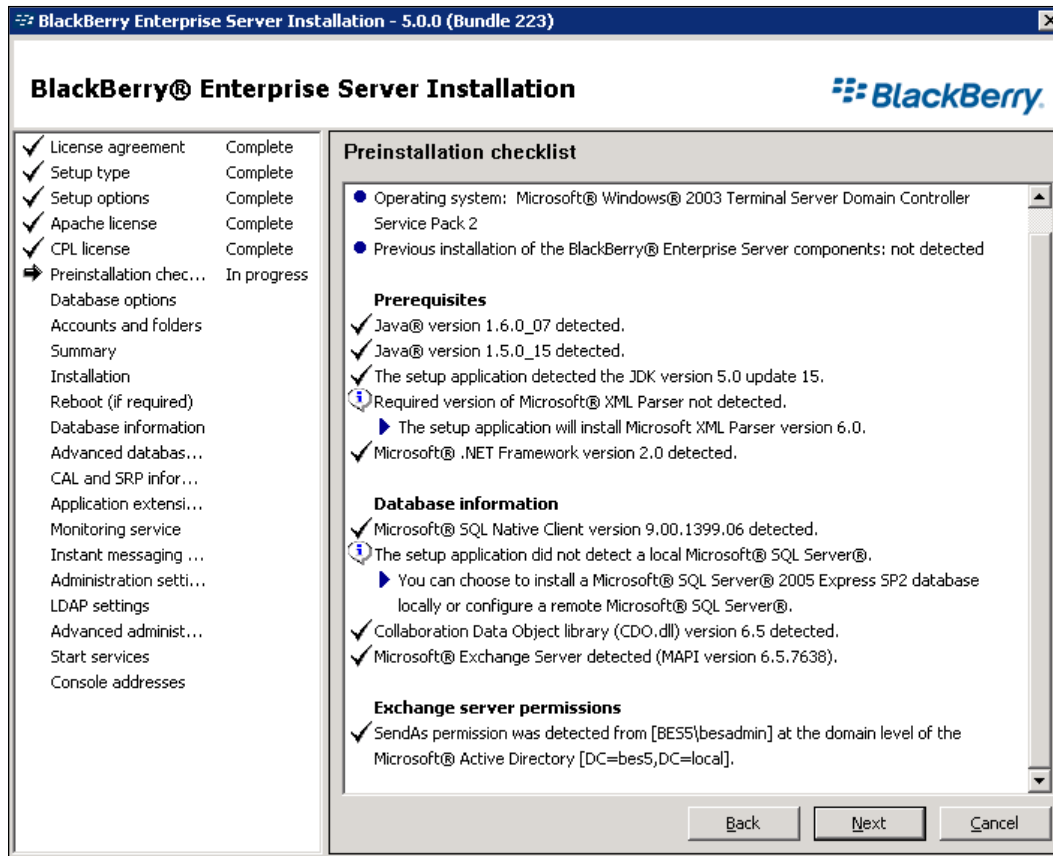 BlackBerry Enterprise Server Installation - 5.0.0 (Bundle 223)
BlackBerry® Enterprise Server Installation
BlackBerry.
License agreement Complete
Setup type Complete
Setup options Complete
Apache license Complete
CPL license Complete
Preinstallation chec... In progress
Database options
Accounts and folders
Summary
Installation
Reboot (if required)
Database information
Advanced databas...
CAL and SRP infor...
Application extensi...
Monitoring service
Instant messaging ...
Administration setti...
LDAP settings
Advanced administ...
Start services
Console addresses
Preinstallation checklist
Operating system: Microsoft® Windows® 2003 Terminal Server Domain Controller
Service Pack 2
Previous installation of the BlackBerry® Enterprise Server components: not detected
Prerequisites
Java® version 1.6.0_07 detected.
Java® version 1.5.0_15 detected.
The setup application detected the JDK version 5.0 update 15.
Required version of Microsoft® XML Parser not detected.
The setup application will install Microsoft XML Parser version 6.0.
Microsoft® .NET Framework version 2.0 detected.
Database information
Microsoft® SQL Native Client version 9.00.1399.06 detected.
The setup application did not detect a local Microsoft® SQL Server®.
You can choose to install a Microsoft® SQL Server® 2005 Express SP2 database
locally or configure a remote Microsoft® SQL Server®.
Collaboration Data Object library (CDO.dll) version 6.5 detected.
Microsoft® Exchange Server detected (MAPI version 6.5.7638).
Exchange server permissions
SendAs permission was detected from [BES5\besadmin] at the domain level of the
Microsoft® Active Directory [DC=bes5,DC=local].
Back Next Cancel